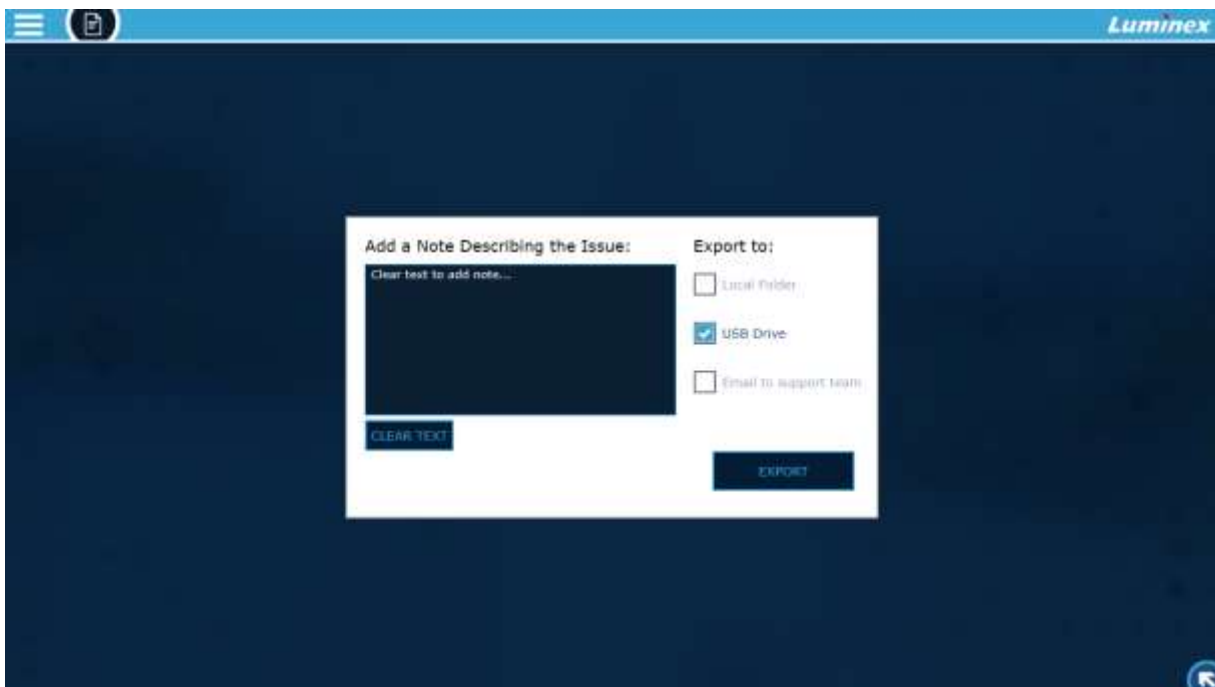 Luminex
Add a Note Describing the Issue:
Clear text to add note...
CLEAR TEXT
Export to:
Local Folder
USB Drive
Email to support team
EXPORT